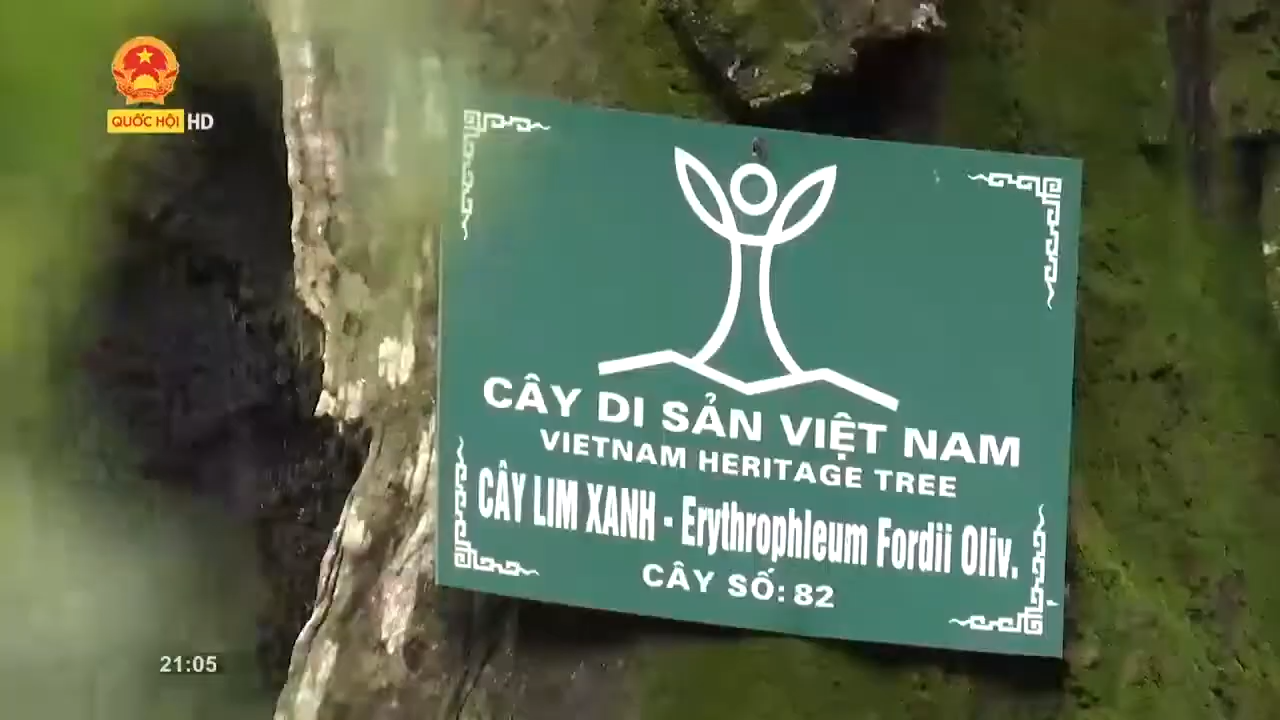 QUỐC HỘI HD
CÂY DI SẢN VIỆT NAM
VIETNAM HERITAGE TREE
CÂY LIM XANH - Erythrophleum Fordii Oliv.
CÂY SỐ: 82
21:05